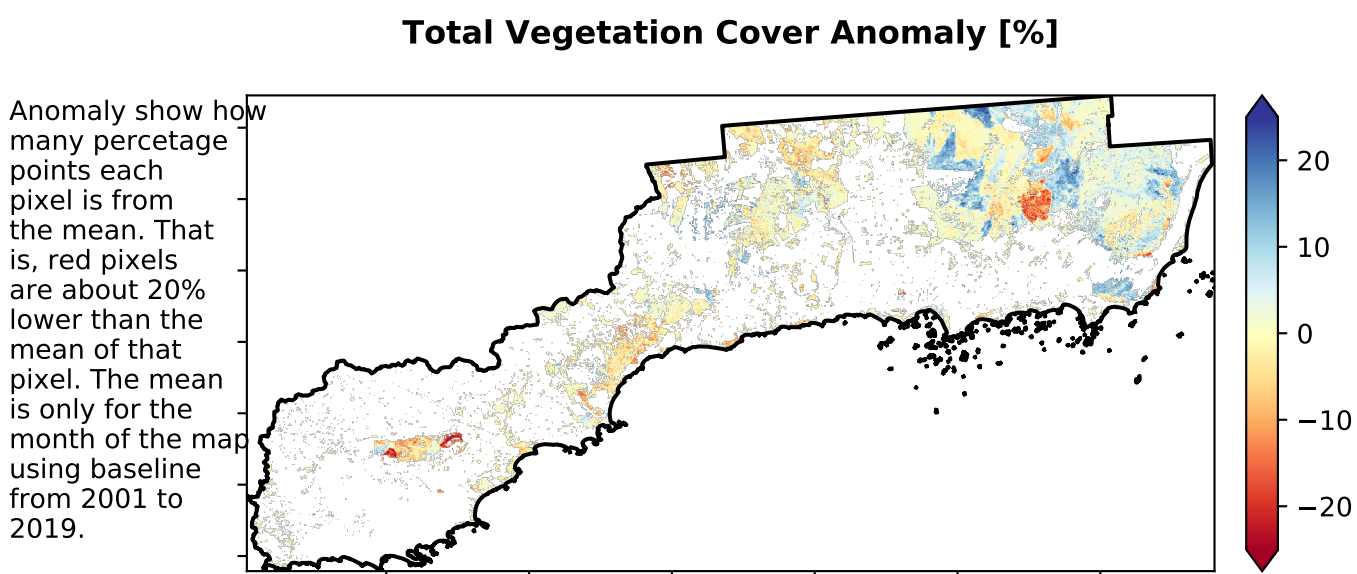 Total Vegetation Cover Anomaly [%]
Anomaly show how
many percetage
points each
pixel is from
the mean. That
is, red pixels
are about 20%
lower than the
mean of that
pixel. The mean
is only for the
month of the map
using baseline
from 2001 to
2019.
20
10
0
−10
−20